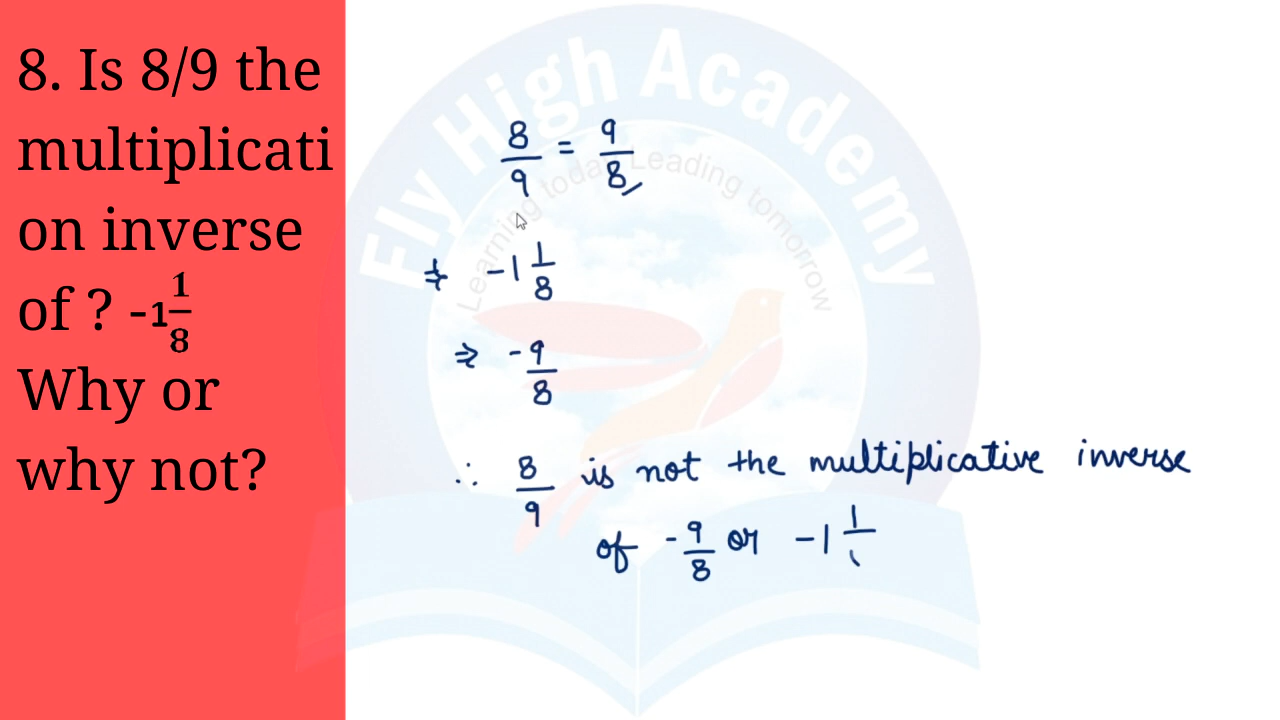 8. Is 8/9 the
multiplicati
on inverse
of ? -1 1/8
Why or
why not?
Fly High Academy
Learning today Leading tomorrow
8/9 = 9/8
⇒ -1 1/8
⇒ -9/8
∴ 8/9 is not the multiplicative inverse
of -9/8 or -1 1/